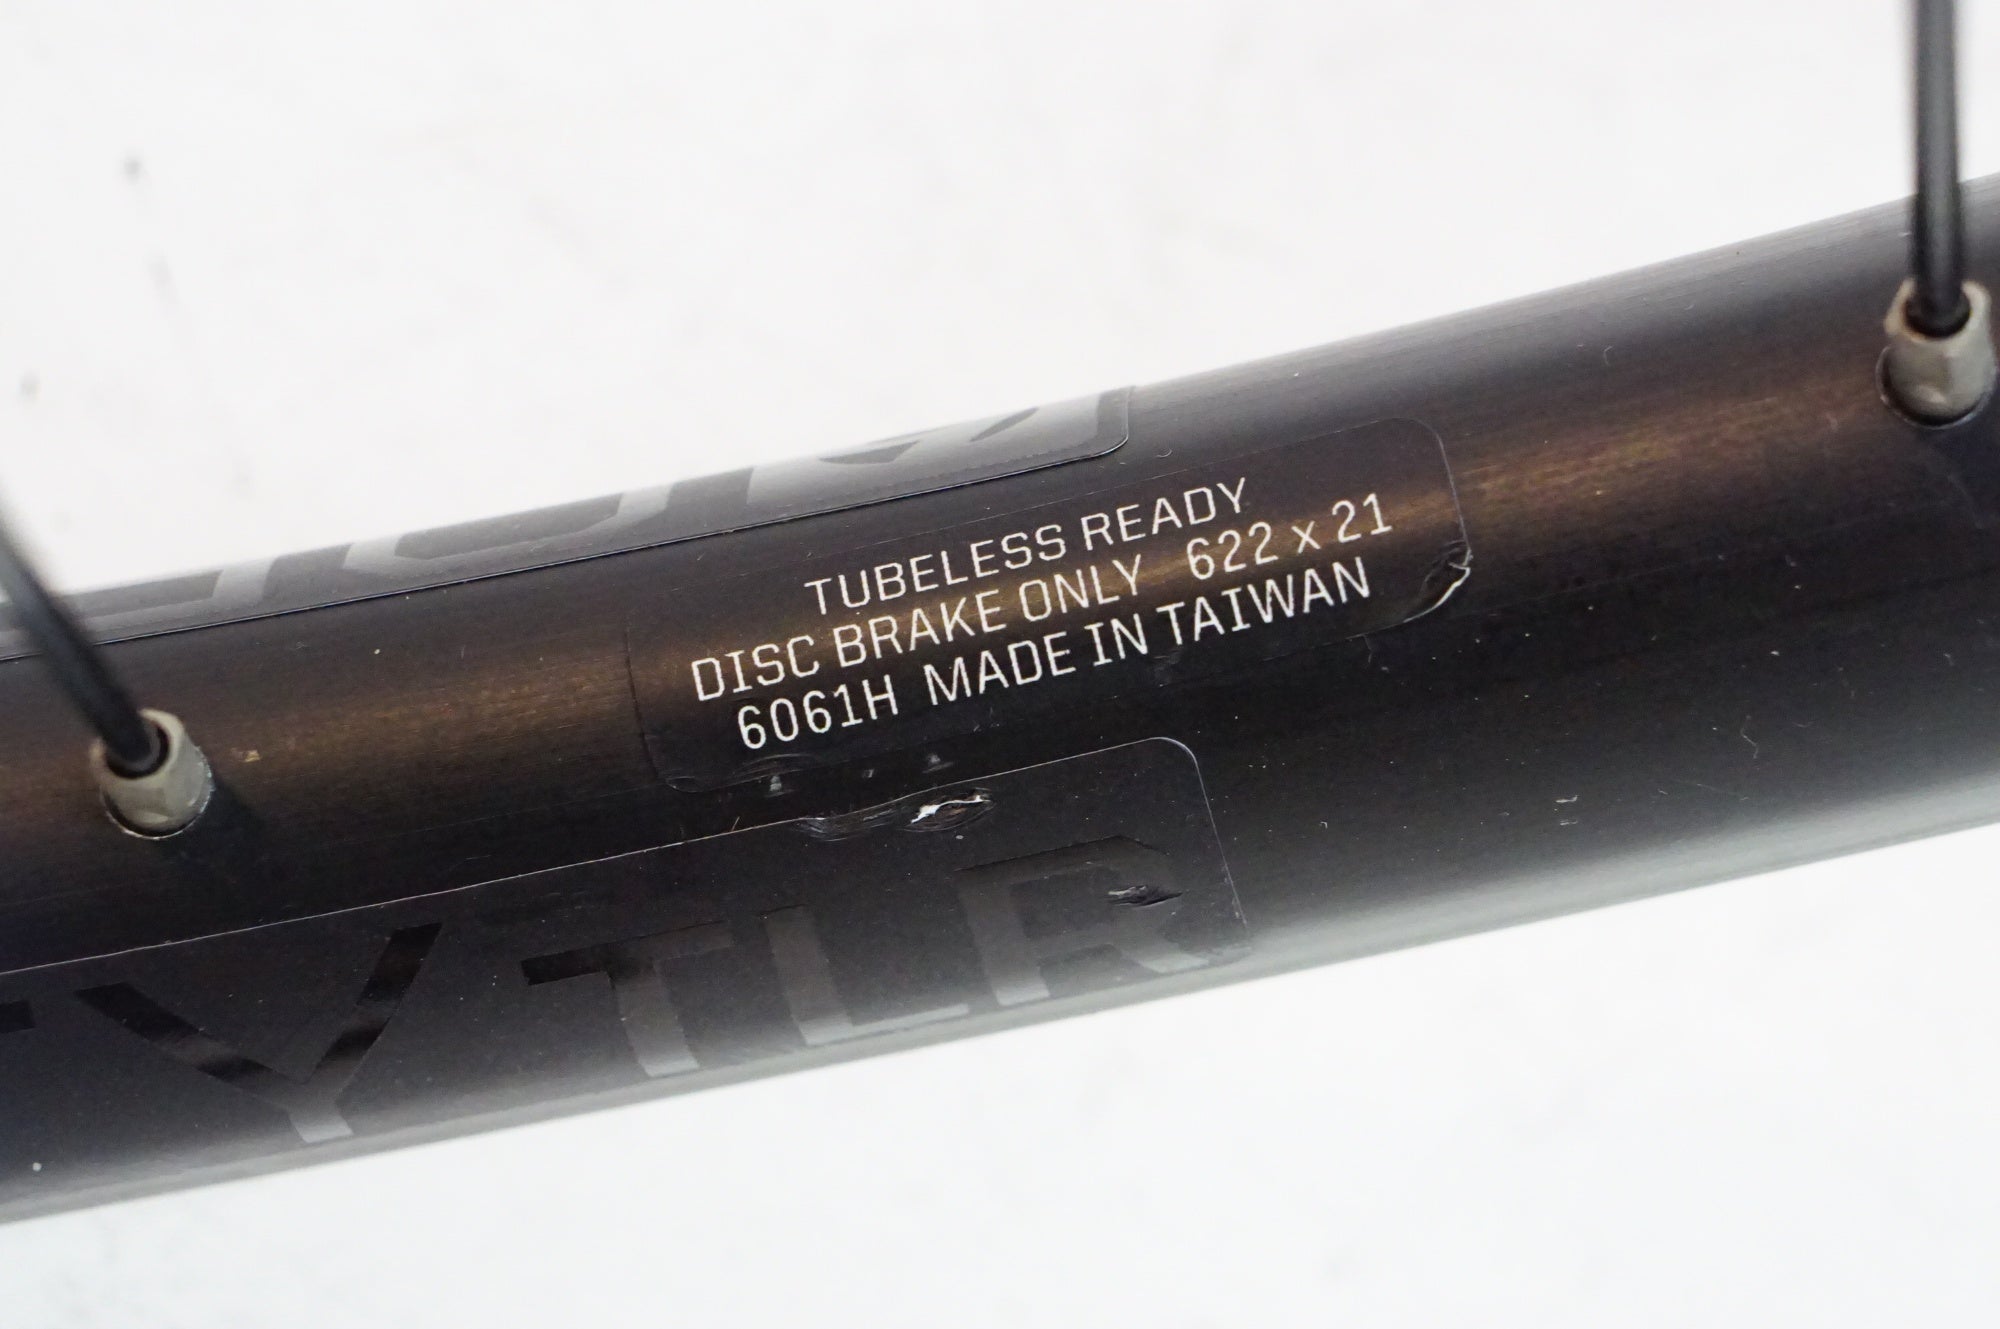 TUBELESS READY
DISC BRAKE ONLY 622 x 21
6061H MADE IN TAIWAN
TLR